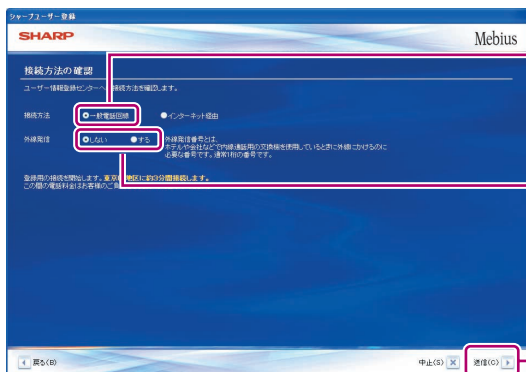 シャープユーザー登録
SHARP Mebius
接続方法の確認
ユーザー情報登録センターへ 接続方法を確認します。
接続方法 一般電話回線 インターネット経由
外線発信 しない する 外線発信番号とは、
ホテルや会社などで内線通話用の交換機を使用しているときに外線にかけるのに
必要な番号です。通常1桁の番号です。
登録用の接続を開始します。東京 地区に約3分間接続します。
この間の電話料金はお客様のご負
戻る(B) 中止(S) 送信(C)